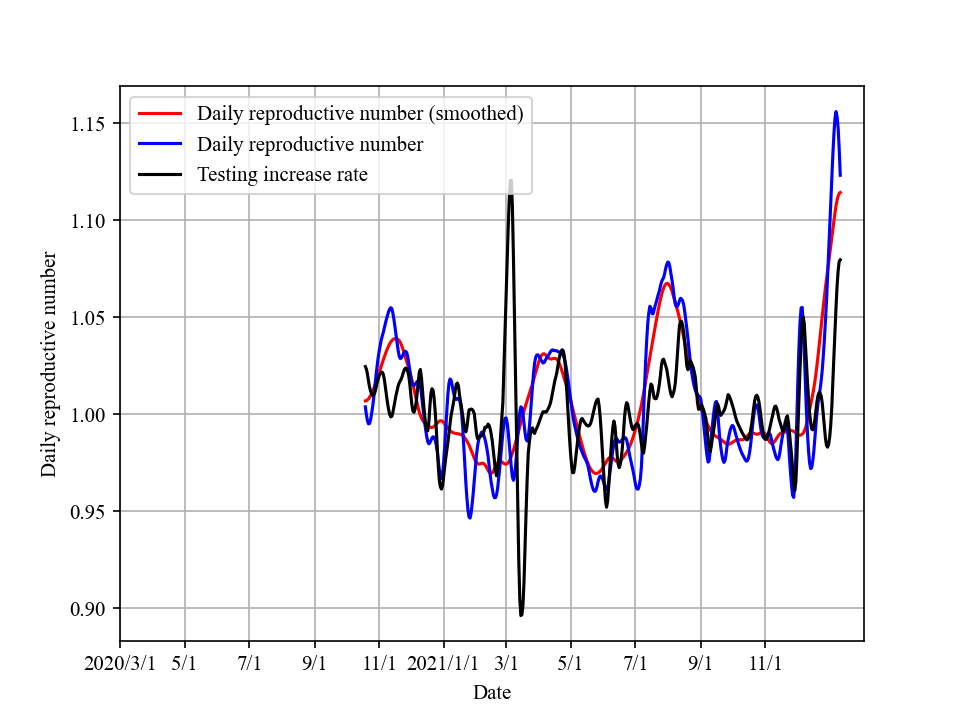 Daily reproductive number (smoothed)
Daily reproductive number
Testing increase rate
Daily reproductive number
1.15
1.10
1.05
1.00
0.95
0.90
2020/3/1 5/1 7/1 9/1 11/1 2021/1/1 3/1 5/1 7/1 9/1 11/1
Date